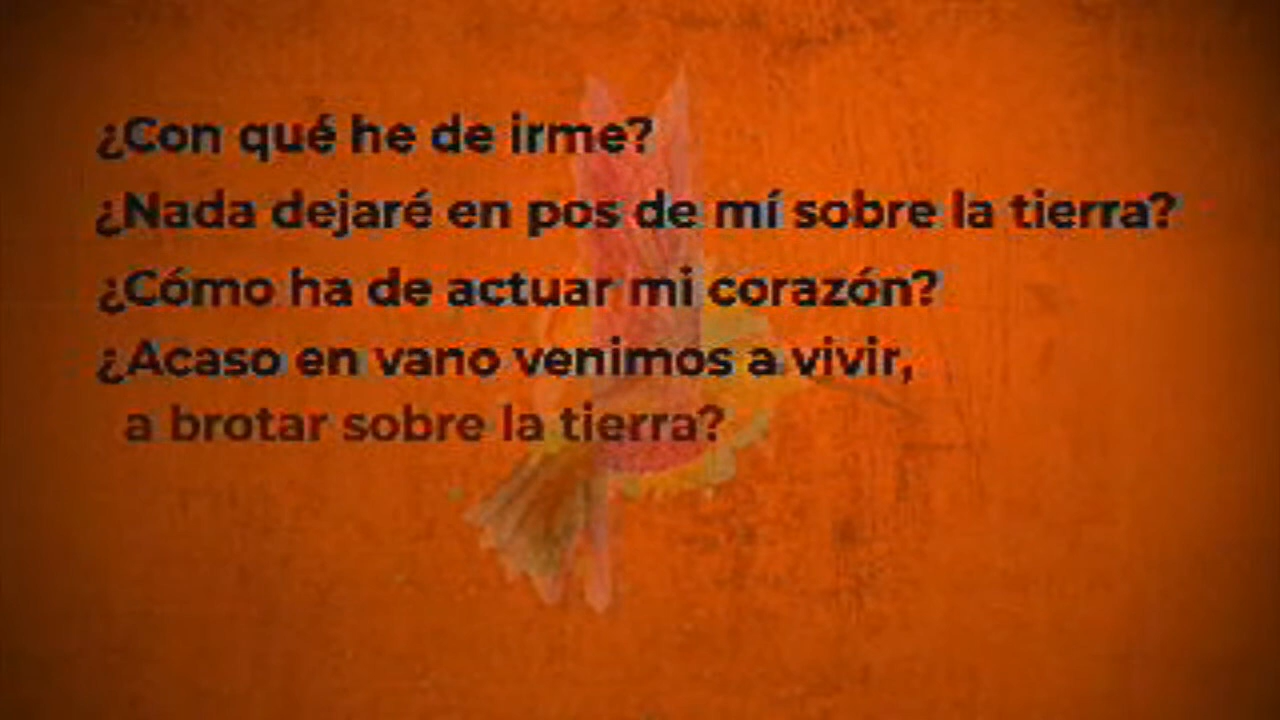 ¿Con qué he de irme?
¿Nada dejaré en pos de mí sobre la tierra?
¿Cómo ha de actuar mi corazón?
¿Acaso en vano venimos a vivir,
a brotar sobre la tierra?